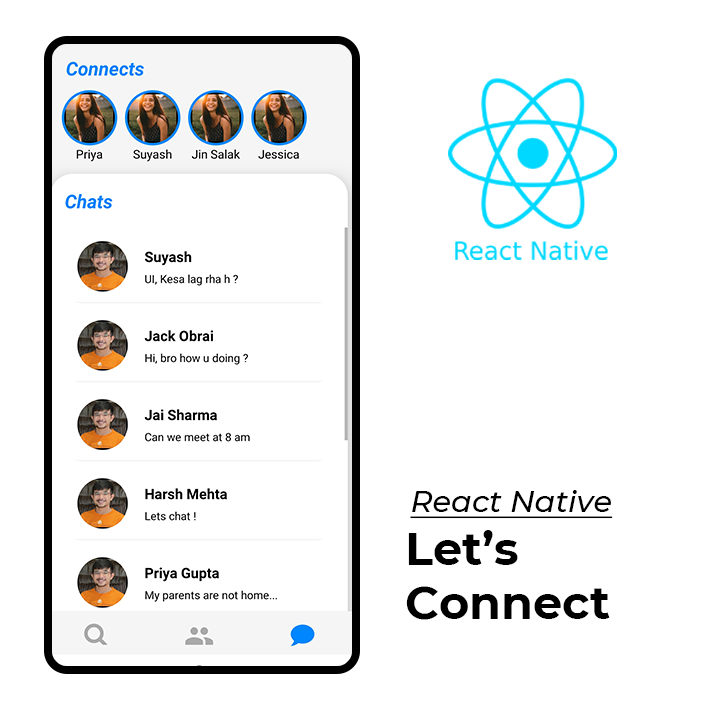 Connects
Priya
Suyash
Jin Salak
Jessica
Chats
Suyash
UI, Kesa lag rha h ?
Jack Obrai
Hi, bro how u doing ?
Jai Sharma
Can we meet at 8 am
Harsh Mehta
Lets chat !
Priya Gupta
My parents are not home...
React Native
React Native
Let's
Connect